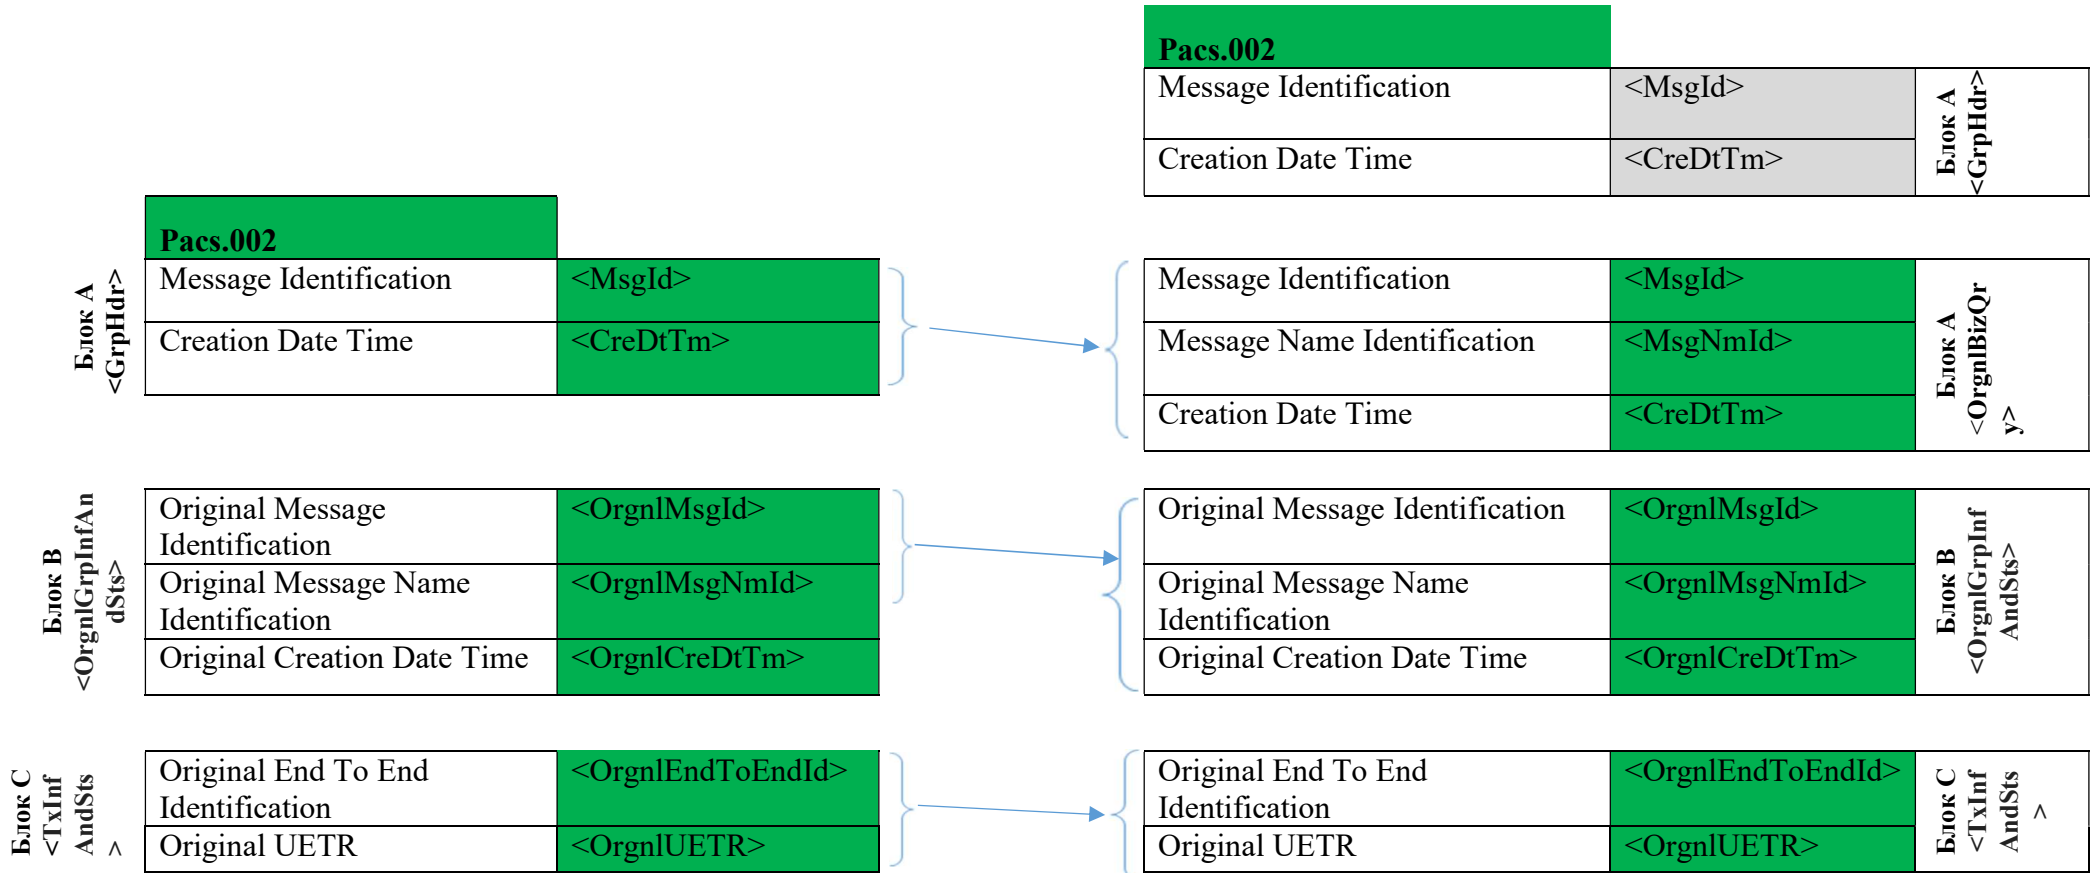 Pacs.002
Message Identification <MsgId>
Creation Date Time <CreDtTm>
Блок А
<GrpHdr>
Pacs.002
Блок А
<GrpHdr>
Message Identification <MsgId>
Creation Date Time <CreDtTm>
Message Identification <MsgId>
Message Name Identification <MsgNmId>
Creation Date Time <CreDtTm>
Блок А
<OrgnlBizQr
y>
Блок В
<OrgnlGrpInfAn
dSts>
Original Message
Identification
<OrgnlMsgId>
Original Message Name
Identification
<OrgnlMsgNmId>
Original Creation Date Time <OrgnlCreDtTm>
Original Message Identification <OrgnlMsgId>
Original Message Name
Identification
<OrgnlMsgNmId>
Original Creation Date Time <OrgnlCreDtTm>
Блок В
<OrgnlGrpInf
AndSts>
Блок С
<TxInf
AndSts
>
Original End To End
Identification
<OrgnlEndToEndId>
Original UETR <OrgnlUETR>
Original End To End
Identification
<OrgnlEndToEndId>
Original UETR <OrgnlUETR>
Блок С
<TxInf
AndSts
>